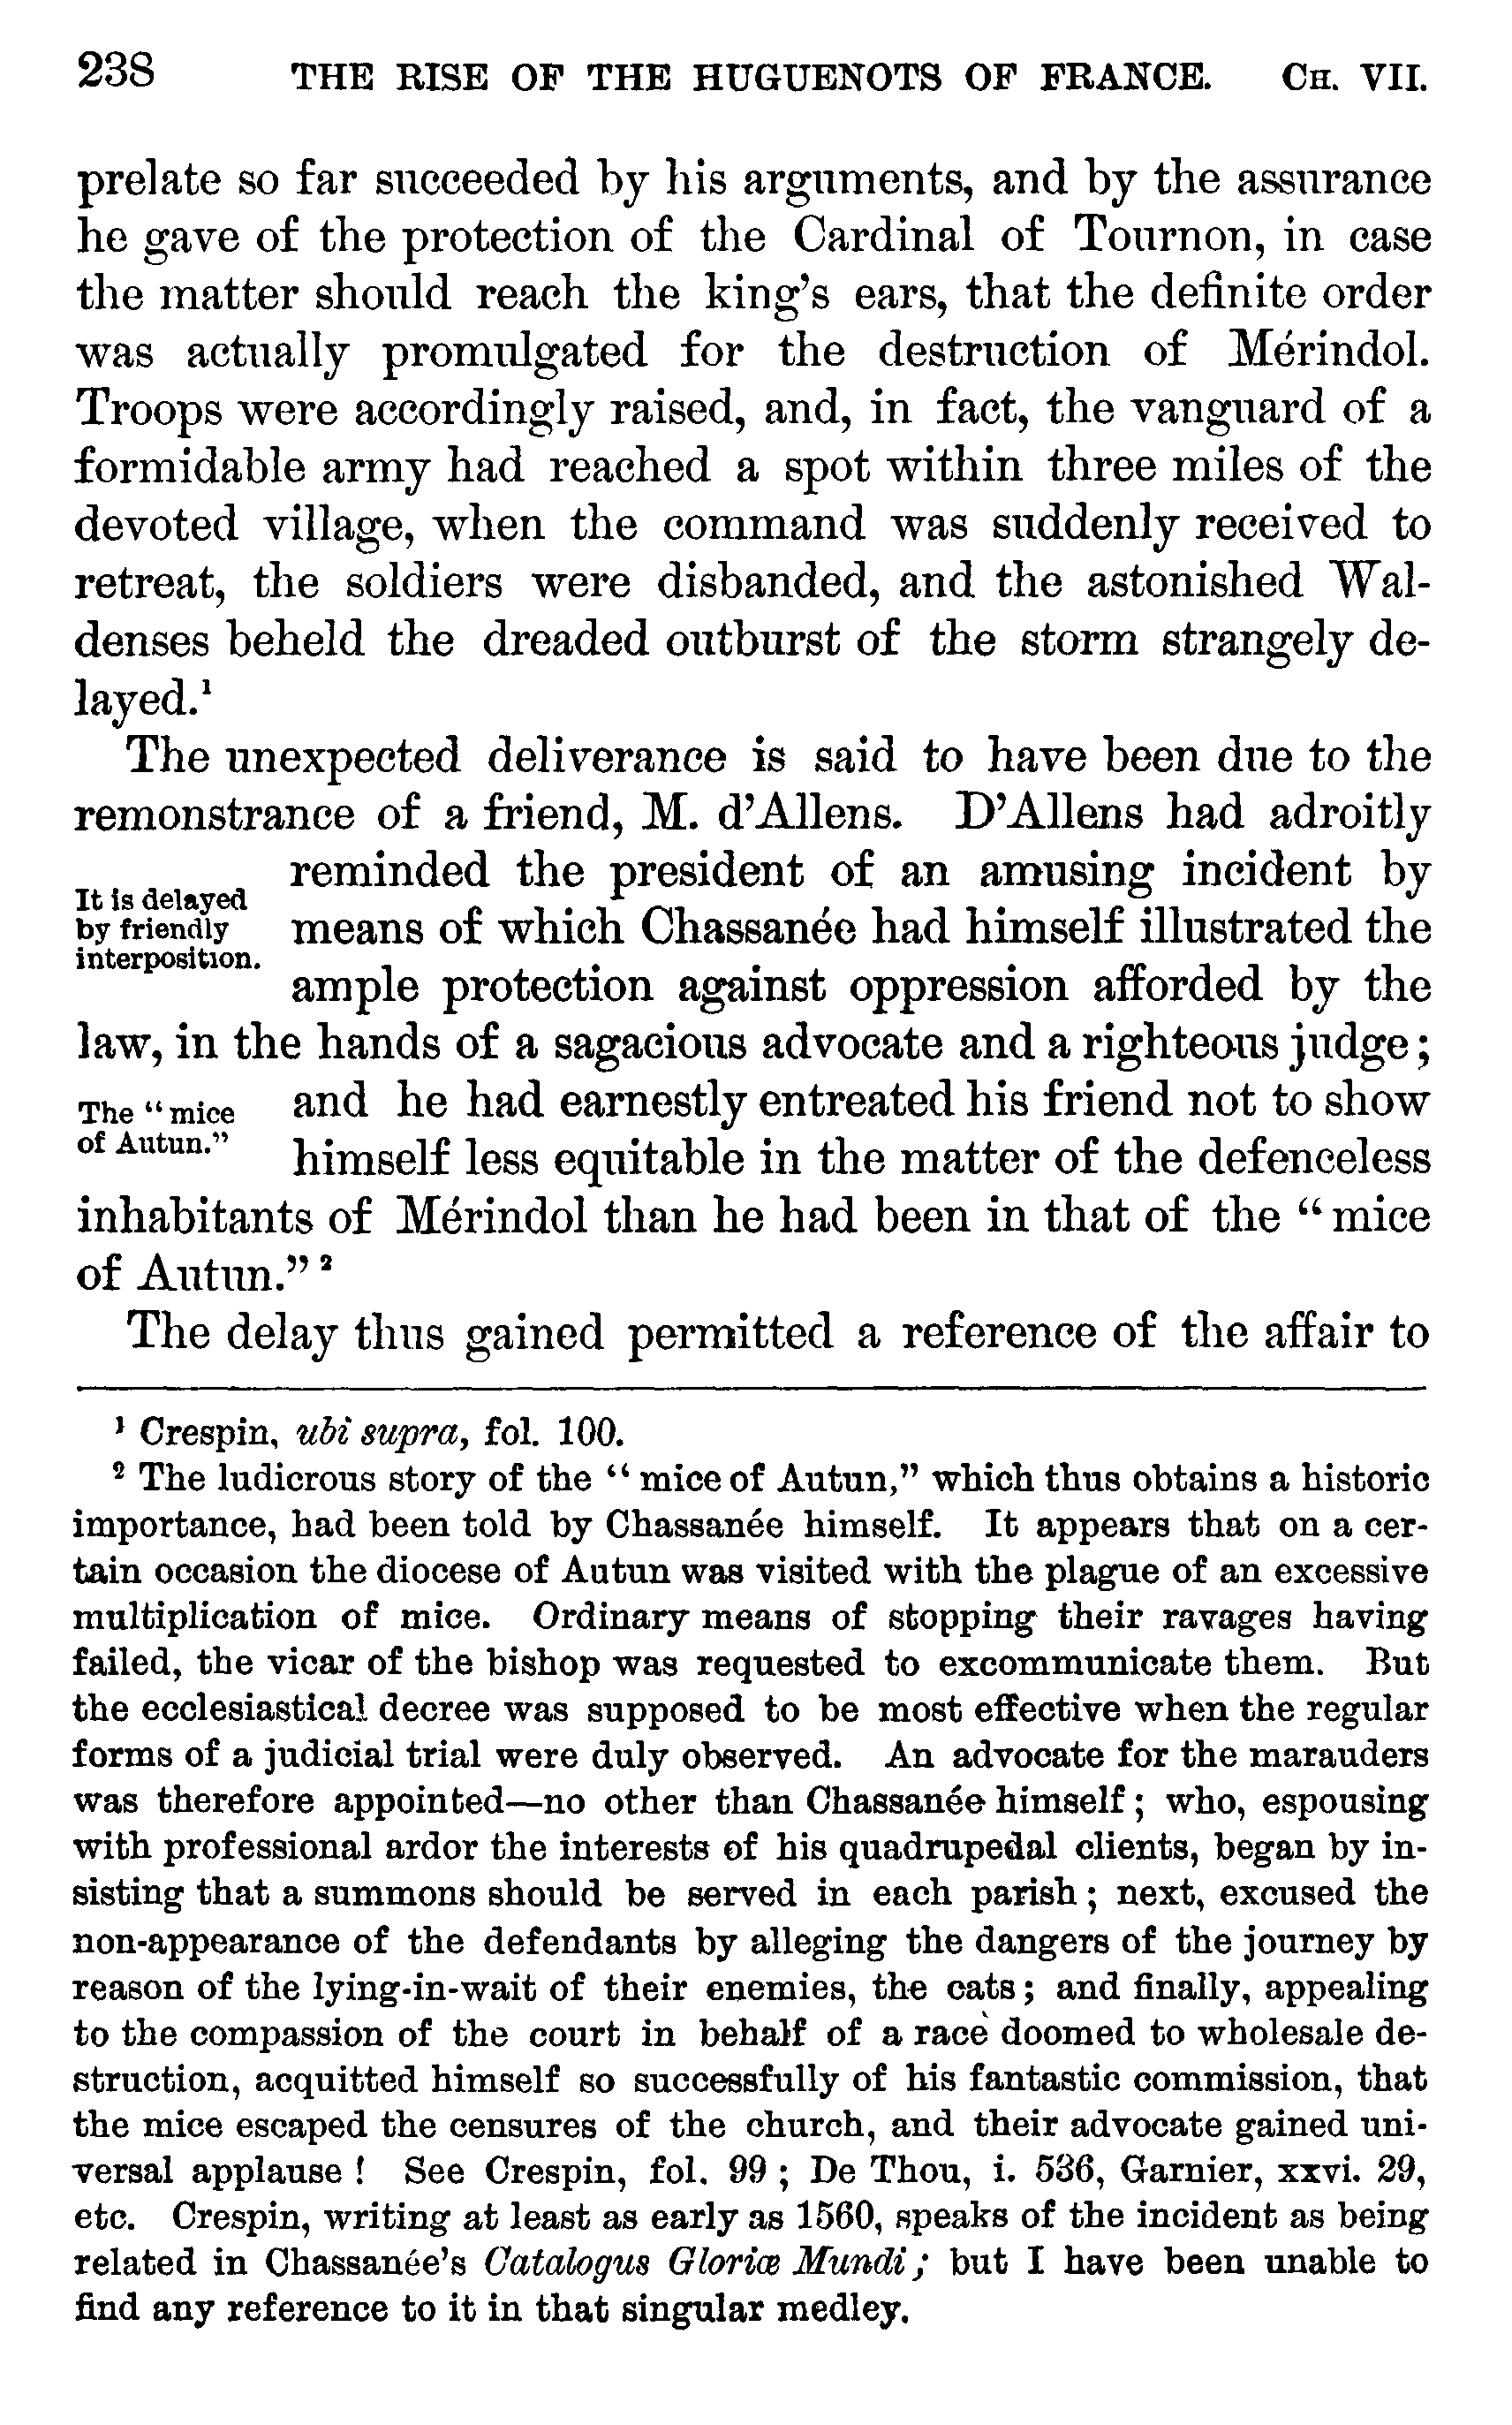 238 THE RISE OF THE HUGUENOTS OF FRANCE. CH. VII.
prelate so far succeeded by his arguments, and by the assurance
he gave of the protection of the Cardinal of Tournon, in case
the matter should reach the king's ears, that the definite order
was actually promulgated for the destruction of Mérindol.
Troops were accordingly raised, and, in fact, the vanguard of a
formidable army had reached a spot within three miles of the
devoted village, when the command was suddenly received to
retreat, the soldiers were disbanded, and the astonished Wal-
denses beheld the dreaded outburst of the storm strangely de-
layed.¹
The unexpected deliverance is said to have been due to the
remonstrance of a friend, M. d'Allens. D'Allens had adroitly
reminded the president of an amusing incident by
It is delayed
by friendly
interposition.
means of which Chassanée had himself illustrated the
ample protection against oppression afforded by the
law, in the hands of a sagacious advocate and a righteous judge;
The "mice
of Autun."
and he had earnestly entreated his friend not to show
himself less equitable in the matter of the defenceless
inhabitants of Mérindol than he had been in that of the "mice
of Autun."²
The delay thus gained permitted a reference of the affair to
¹ Crespin, ubi supra, fol. 100.
² The ludicrous story of the "mice of Autun," which thus obtains a historic
importance, had been told by Chassanée himself. It appears that on a cer-
tain occasion the diocese of Autun was visited with the plague of an excessive
multiplication of mice. Ordinary means of stopping their ravages having
failed, the vicar of the bishop was requested to excommunicate them. But
the ecclesiastical decree was supposed to be most effective when the regular
forms of a judicial trial were duly observed. An advocate for the marauders
was therefore appointed—no other than Chassanée himself; who, espousing
with professional ardor the interests of his quadrupedal clients, began by in-
sisting that a summons should be served in each parish; next, excused the
non-appearance of the defendants by alleging the dangers of the journey by
reason of the lying-in-wait of their enemies, the cats; and finally, appealing
to the compassion of the court in behalf of a race doomed to wholesale de-
struction, acquitted himself so successfully of his fantastic commission, that
the mice escaped the censures of the church, and their advocate gained uni-
versal applause! See Crespin, fol. 99; De Thou, i. 536, Garnier, xxvi. 29,
etc. Crespin, writing at least as early as 1560, speaks of the incident as being
related in Chassanée's Catalogus Gloriæ Mundi; but I have been unable to
find any reference to it in that singular medley.